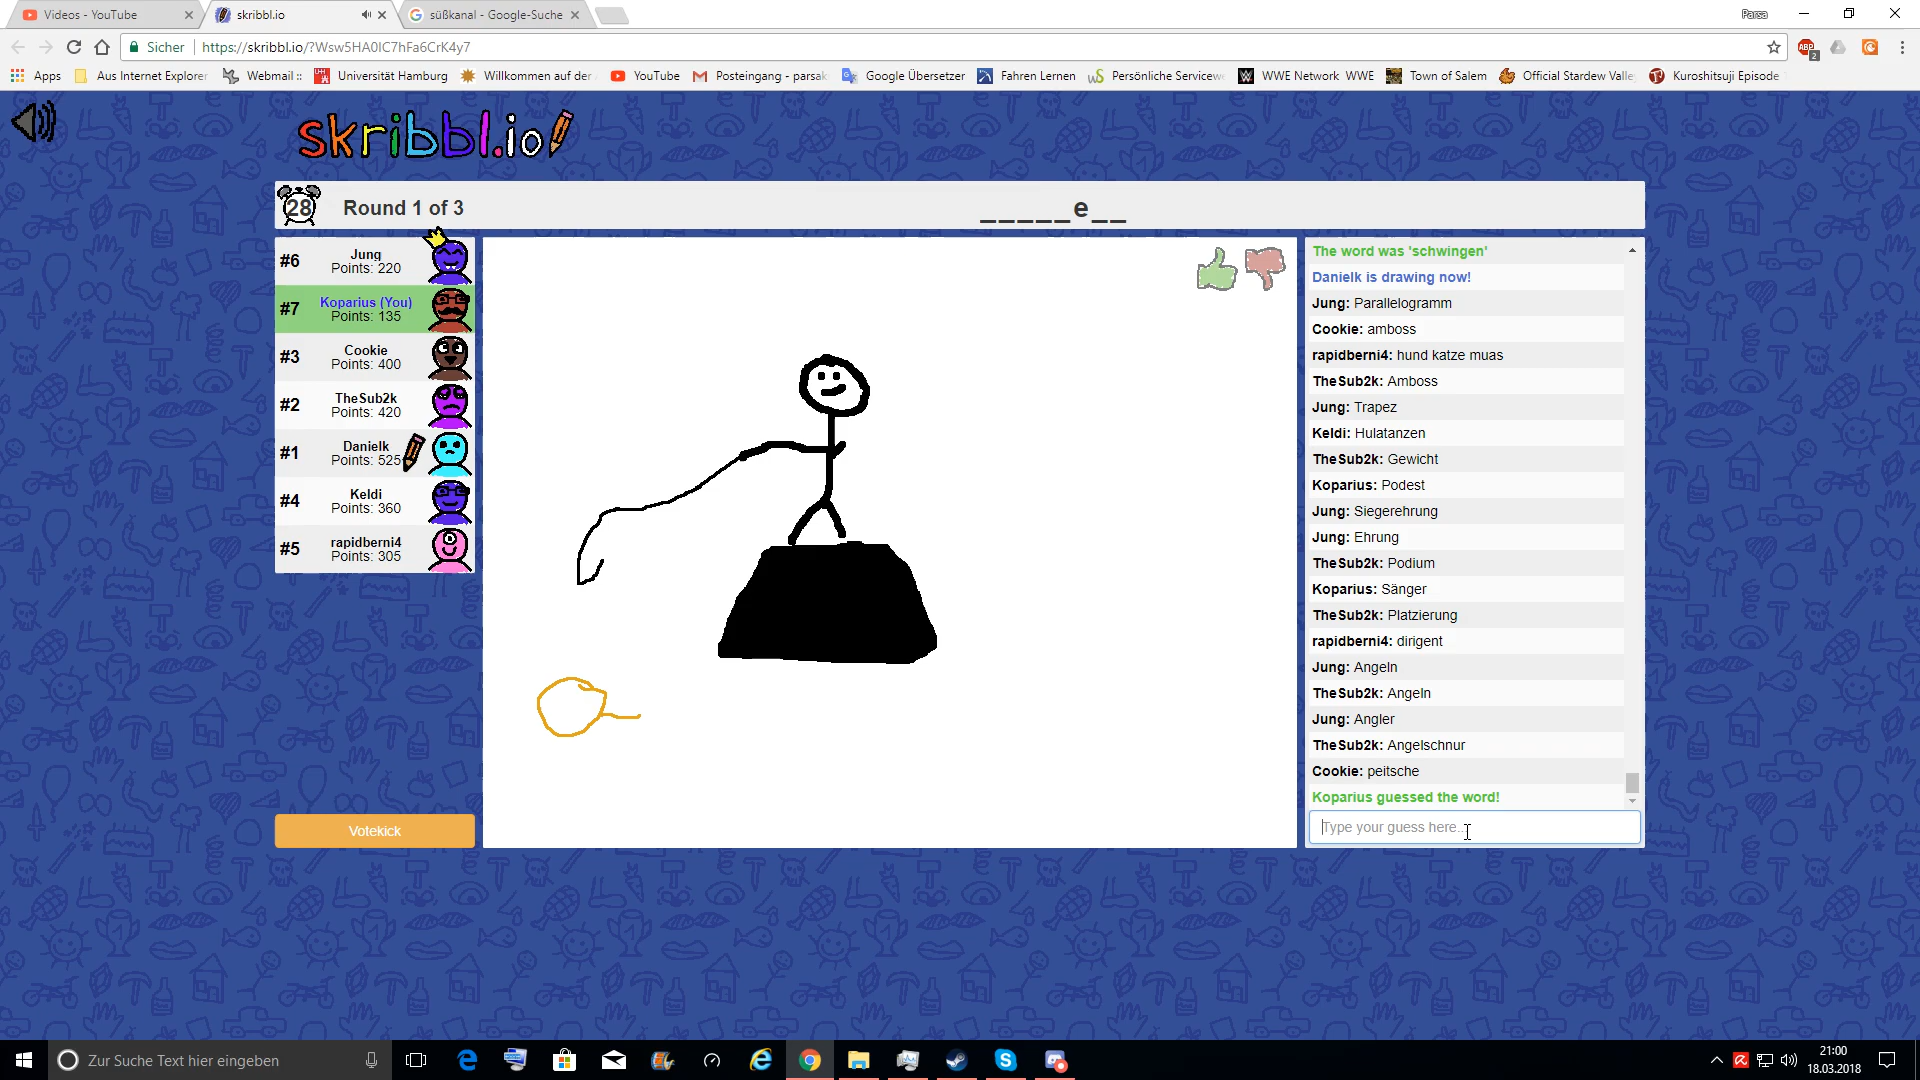 Videos - YouTube
skribbl.io
süßkanal - Google-Suche
Parsa
Sicher
https://skribbl.io/?Wsw5HA0IC7hFa6CrK4y7
ABP
2
Apps
Aus Internet Explorer
Webmail ::
Universität Hamburg
Willkommen auf der
YouTube
Posteingang - parsak
Google Übersetzer
Fahren Lernen
Persönliche Servicew
WWE Network WWE
Town of Salem
Official Stardew Valle
Kuroshitsuji Episode
skribbl.io
28
Round 1 of 3
_____e__
#6
Jung
Points: 220
#7
Koparius (You)
Points: 135
#3
Cookie
Points: 400
#2
TheSub2k
Points: 420
#1
Danielk
Points: 525
#4
Keldi
Points: 360
#5
rapidberni4
Points: 305
Votekick
The word was 'schwingen'
Danielk is drawing now!
Jung: Parallelogramm
Cookie: amboss
rapidberni4: hund katze muas
TheSub2k: Amboss
Jung: Trapez
Keldi: Hulatanzen
TheSub2k: Gewicht
Koparius: Podest
Jung: Siegerehrung
Jung: Ehrung
TheSub2k: Podium
Koparius: Sänger
TheSub2k: Platzierung
rapidberni4: dirigent
Jung: Angeln
TheSub2k: Angeln
Jung: Angler
TheSub2k: Angelschnur
Cookie: peitsche
Koparius guessed the word!
Type your guess here...
Zur Suche Text hier eingeben
21:00
18.03.2018